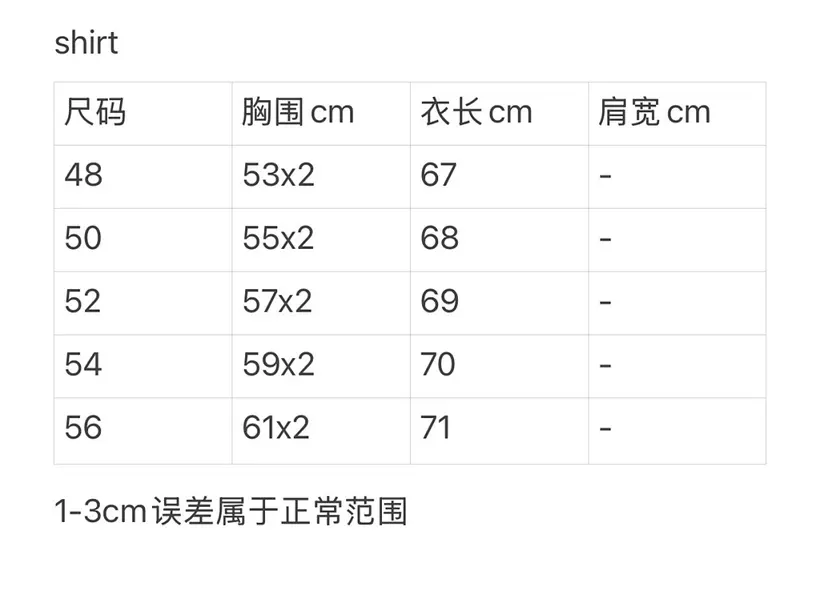 shirt
尺码 胸围cm 衣长cm 肩宽cm
48 53x2 67 -
50 55x2 68 -
52 57x2 69 -
54 59x2 70 -
56 61x2 71 -
1-3cm误差属于正常范围